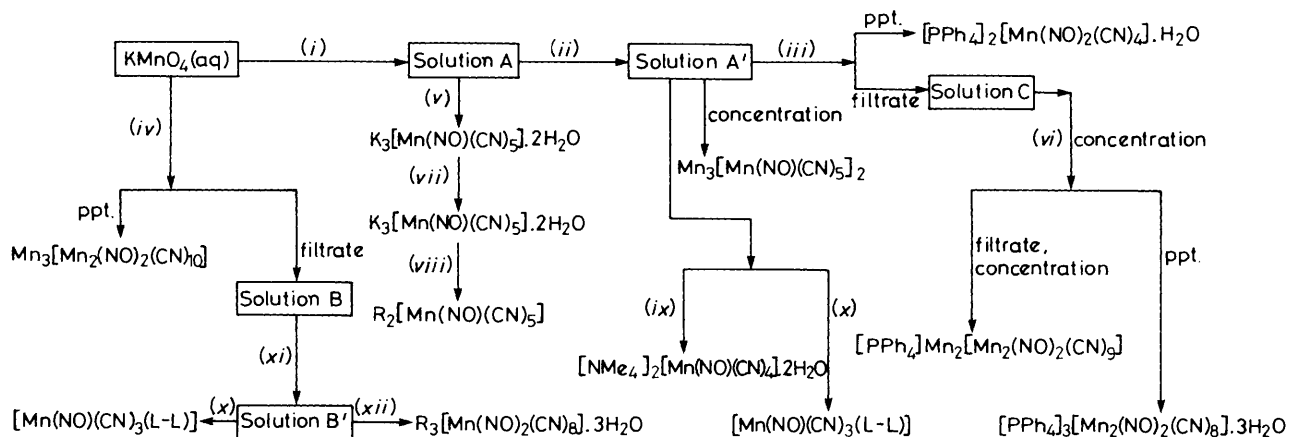 KMnO4(aq)
(i)
Solution A
(ii)
Solution A'
(iii)
ppt.
[PPh4]2[Mn(NO)2(CN)4].H2O
filtrate
Solution C
(iv)
(v)
K3[Mn(NO)(CN)5].2H2O
concentration
Mn3[Mn(NO)(CN)5]2
(vi)
concentration
ppt.
Mn3[Mn2(NO)2(CN)10]
filtrate
Solution B
(vii)
K3[Mn(NO)(CN)5].2H2O
(viii)
R2[Mn(NO)(CN)5]
(ix)
(x)
[NMe4]2[Mn(NO)(CN)4].2H2O
[Mn(NO)(CN)3(L-L)]
filtrate,
concentration
ppt.
[PPh4]Mn2[Mn2(NO)2(CN)9]
[PPh4]3[Mn2(NO)2(CN)8].3H2O
(xi)
[Mn(NO)(CN)3(L-L)]
(x)
Solution B'
(xii)
R3[Mn(NO)2(CN)8].3H2O